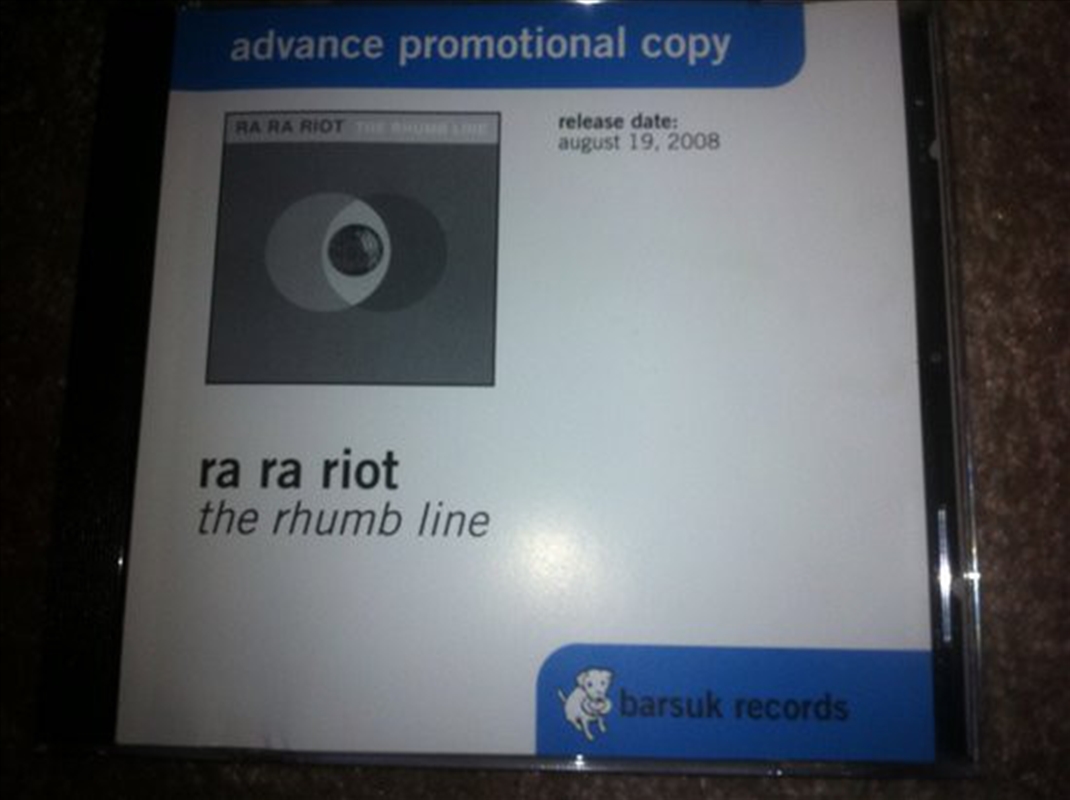 advance promotional copy
RA RA RIOT THE RHUMB LINE
release date:
august 19, 2008
ra ra riot
the rhumb line
barsuk records